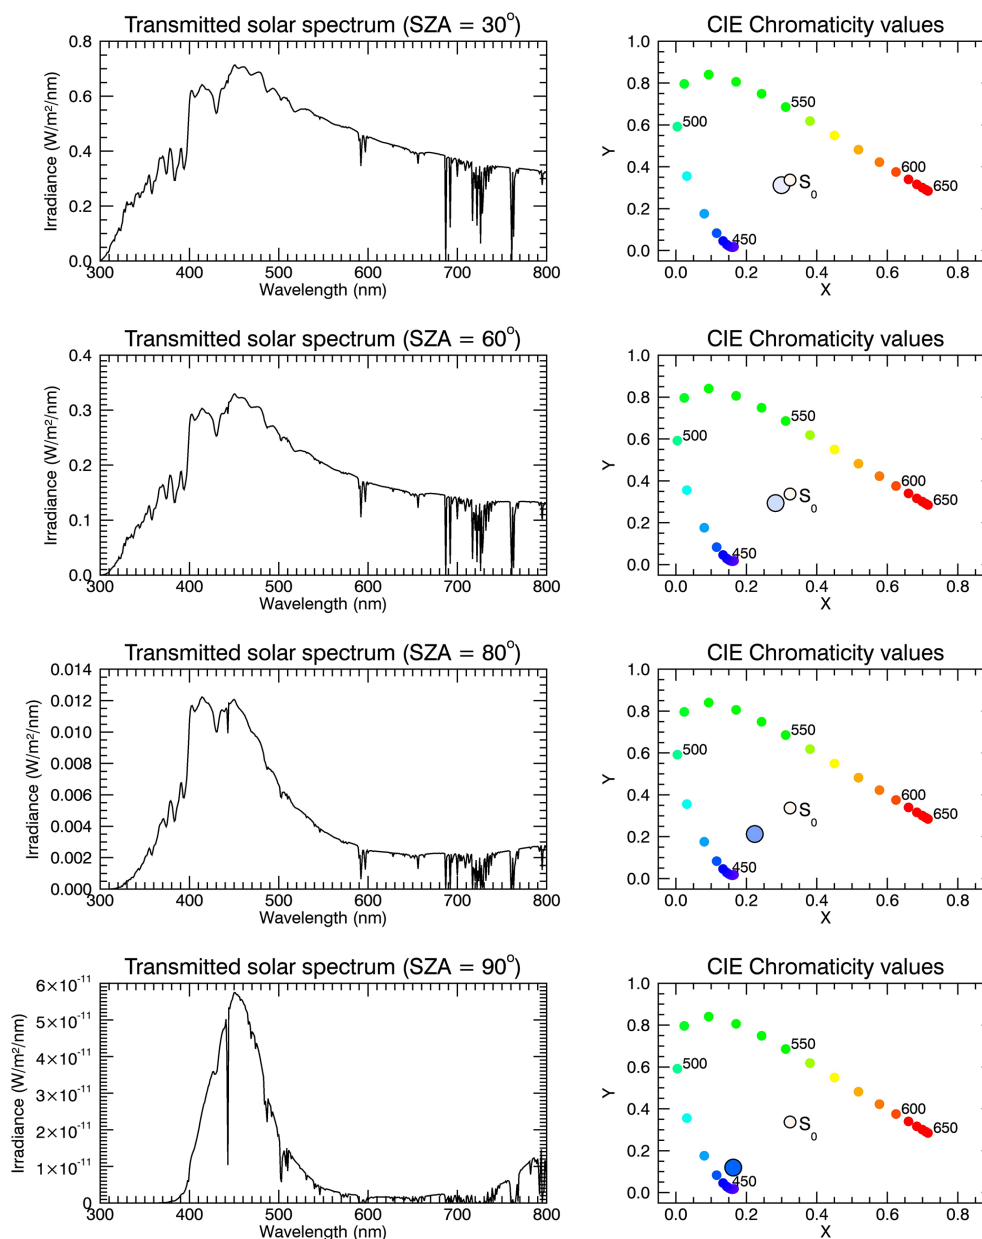 Transmitted solar spectrum (SZA = 30°)
Irradiance (W/m²/nm)
0.8
0.6
0.4
0.2
0.0
300 400 500 600 700 800
Wavelength (nm)
CIE Chromaticity values
Y
1.0
0.8
0.6
0.4
0.2
0.0
550
500
600
650
S₀
450
0.0 0.2 0.4 0.6 0.8
X
Transmitted solar spectrum (SZA = 60°)
Irradiance (W/m²/nm)
0.4
0.3
0.2
0.1
0.0
300 400 500 600 700 800
Wavelength (nm)
CIE Chromaticity values
Y
1.0
0.8
0.6
0.4
0.2
0.0
550
500
600
650
S₀
450
0.0 0.2 0.4 0.6 0.8
X
Transmitted solar spectrum (SZA = 80°)
Irradiance (W/m²/nm)
0.014
0.012
0.010
0.008
0.006
0.004
0.002
0.000
300 400 500 600 700 800
Wavelength (nm)
CIE Chromaticity values
Y
1.0
0.8
0.6
0.4
0.2
0.0
550
500
600
650
S₀
450
0.0 0.2 0.4 0.6 0.8
X
Transmitted solar spectrum (SZA = 90°)
Irradiance (W/m²/nm)
6×10⁻¹¹
5×10⁻¹¹
4×10⁻¹¹
3×10⁻¹¹
2×10⁻¹¹
1×10⁻¹¹
0
300 400 500 600 700 800
Wavelength (nm)
CIE Chromaticity values
Y
1.0
0.8
0.6
0.4
0.2
0.0
550
500
600
650
S₀
450
0.0 0.2 0.4 0.6 0.8
X